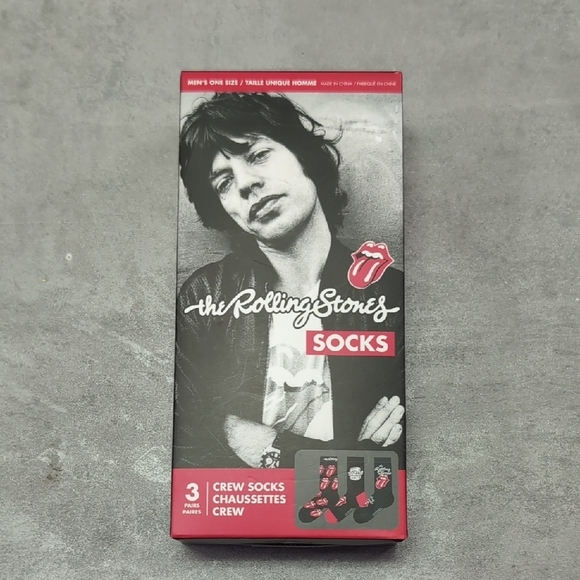 MEN'S ONE SIZE / TAILLE UNIQUE HOMME MADE IN CHINA / FABRIQUÉ EN CHINE
the Rolling Stones
SOCKS
3
PAIRS
PAIRES
CREW SOCKS
CHAUSSETTES
CREW